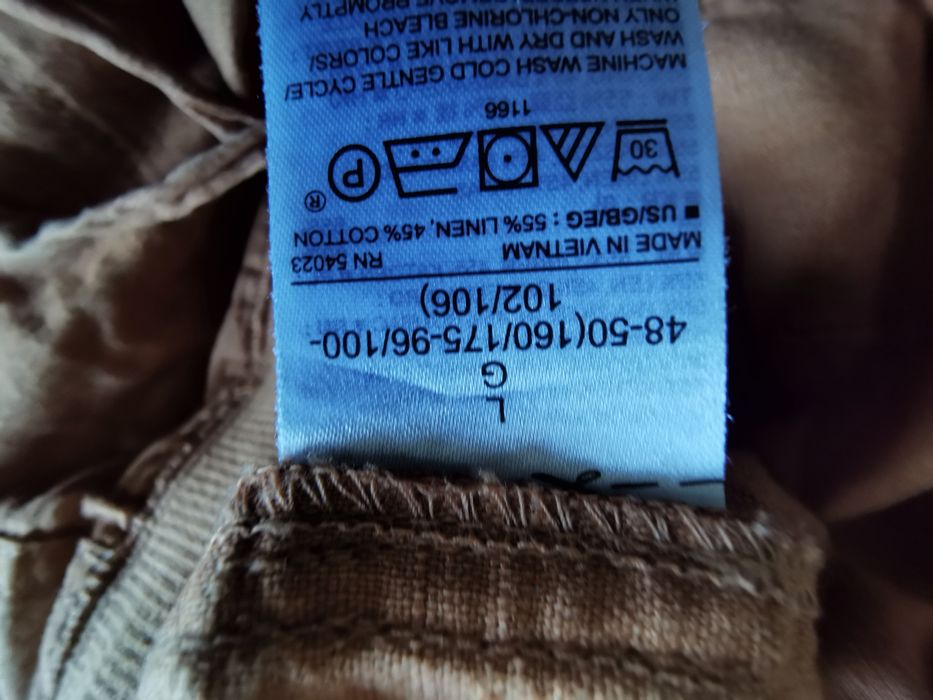 L
G
48-50(160/175-96/100-
102/106)
MADE IN VIETNAM RN 54023
■ US/GB/EG : 55% LINEN, 45% COTTON
®
30 P
1166
MACHINE WASH COLD GENTLE CYCLE/
WASH AND DRY WITH LIKE COLORS/
ONLY NON-CHLORINE BLEACH
PROMPTLY